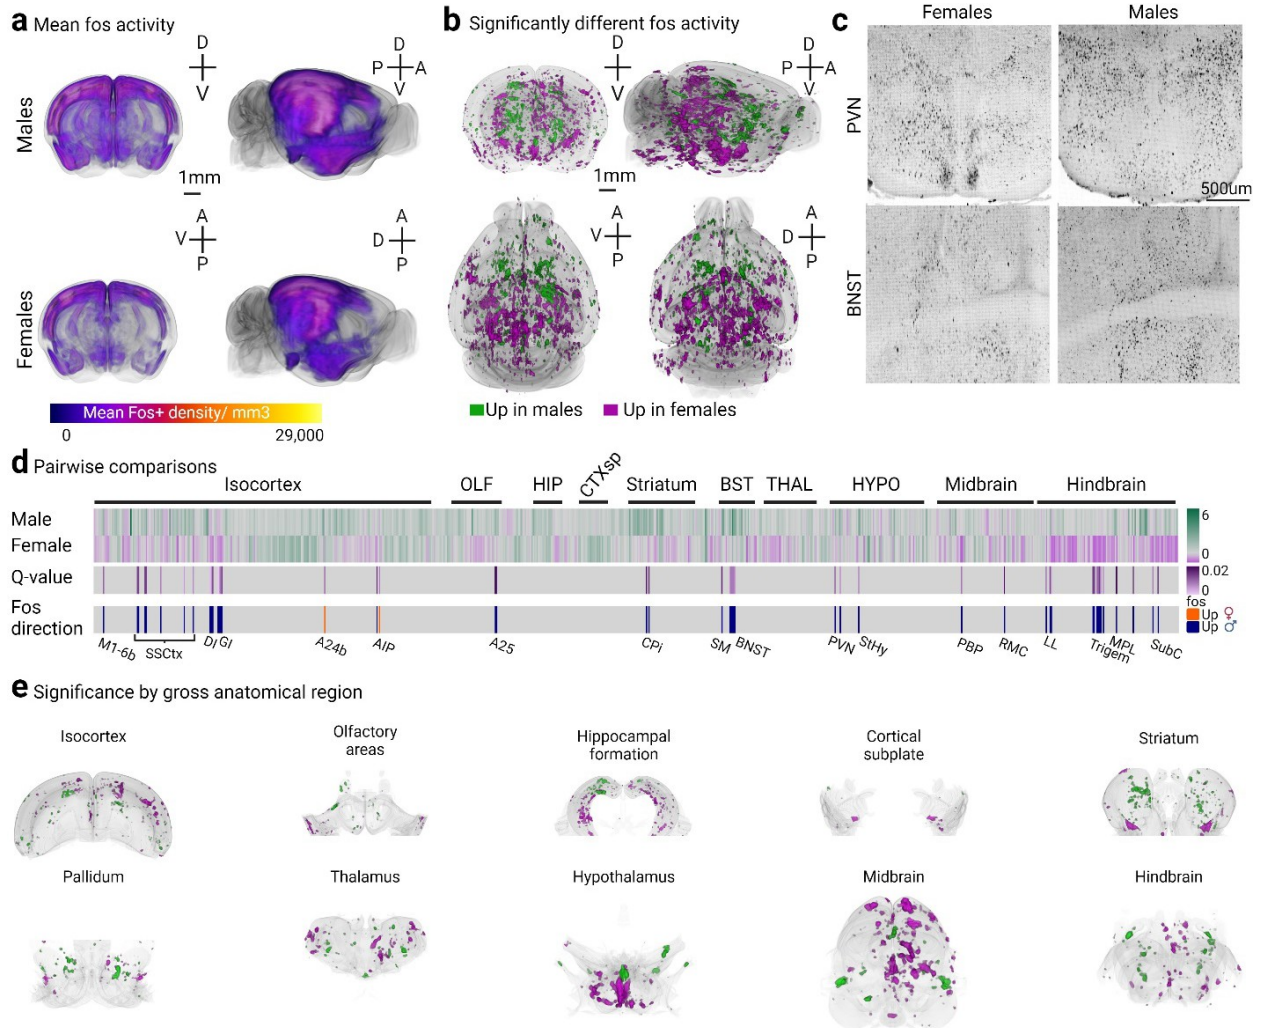 a Mean fos activity
D
V
D
P A
V
Males
1mm
A
V
P
A
D
P
Females
Mean Fos+ density/ mm3
0 29,000
b Significantly different fos activity
D
V
D
P A
V
1mm
A
V
P
A
D
P
Up in males Up in females
c Females Males
PVN
500um
BNST
d Pairwise comparisons
Isocortex OLF HIP CTXsp Striatum BST THAL HYPO Midbrain Hindbrain
Male
Female
Q-value
Fos
direction
6
0
0.02
0
fos
Up ♀
Up ♂
M1-6b SSCtx DI GI A24b AIP A25 CPi SM BNST PVN StHy PBP RMC LL Trigem MPL SubC
e Significance by gross anatomical region
Isocortex
Olfactory
areas
Hippocampal
formation
Cortical
subplate
Striatum
Pallidum
Thalamus
Hypothalamus
Midbrain
Hindbrain